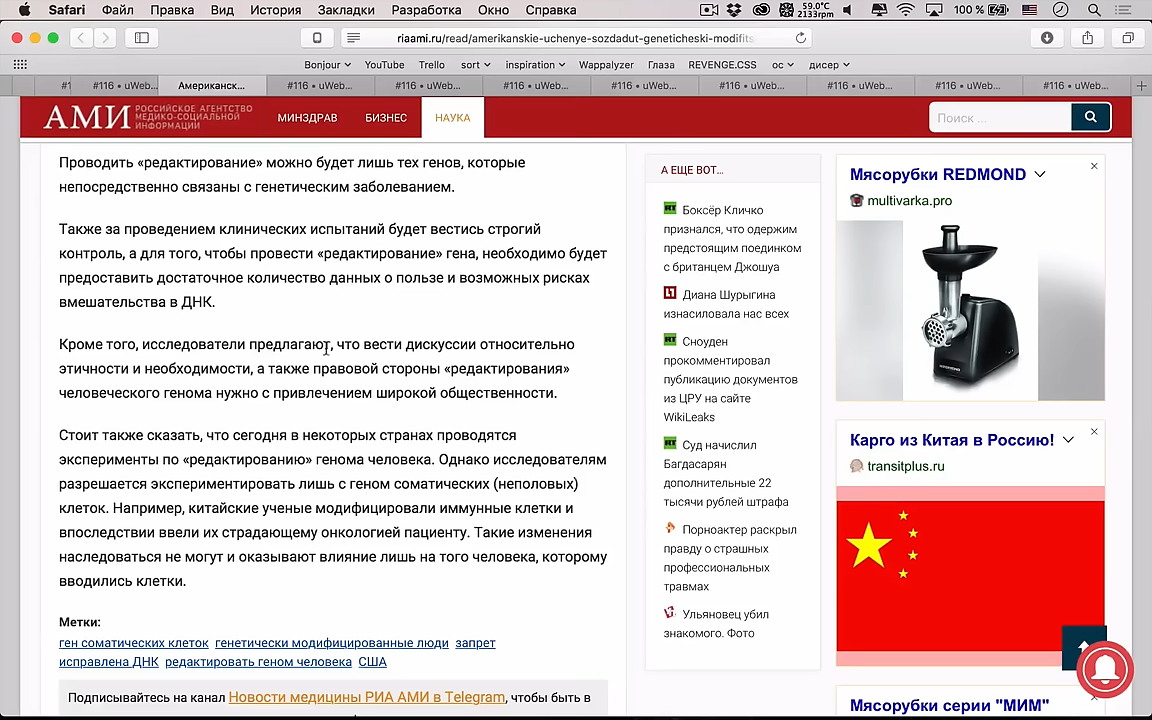 Safari Файл Правка Вид История Закладки Разработка Окно Справка
59.0°C
2133rpm
100 %
riaami.ru/read/amerikanskie-uchenye-sozdadut-geneticheski-modifits
Bonjour YouTube Trello sort inspiration Wappalyzer Глаза REVENGE.CSS ос дисер
#1 #116 • uWeb... Американск... #116 • uWeb... #116 • uWeb... #116 • uWeb... #116 • uWeb... #116 • uWeb... #116 • uWeb... #116 • uWeb... #116 • uWeb...
АМИ
РОССИЙСКОЕ АГЕНТСТВО
МЕДИКО-СОЦИАЛЬНОЙ
ИНФОРМАЦИИ
МИНЗДРАВ БИЗНЕС НАУКА
Поиск ...
Проводить «редактирование» можно будет лишь тех генов, которые
непосредственно связаны с генетическим заболеванием.
Также за проведением клинических испытаний будет вестись строгий
контроль, а для того, чтобы провести «редактирование» гена, необходимо будет
предоставить достаточное количество данных о пользе и возможных рисках
вмешательства в ДНК.
Кроме того, исследователи предлагают, что вести дискуссии относительно
этичности и необходимости, а также правовой стороны «редактирования»
человеческого генома нужно с привлечением широкой общественности.
Стоит также сказать, что сегодня в некоторых странах проводятся
эксперименты по «редактированию» генома человека. Однако исследователям
разрешается экспериментировать лишь с геном соматических (неполовых)
клеток. Например, китайские ученые модифицировали иммунные клетки и
впоследствии ввели их страдающему онкологией пациенту. Такие изменения
наследоваться не могут и оказывают влияние лишь на того человека, которому
вводились клетки.
Метки:
ген соматических клеток генетически модифицированные люди запрет
исправлена ДНК редактировать геном человека США
Подписывайтесь на канал Новости медицины РИА АМИ в Telegram, чтобы быть в
А ЕЩЕ ВОТ...
Боксёр Кличко
признался, что одержим
предстоящим поединком
с британцем Джошуа
Диана Шурыгина
изнасиловала нас всех
Сноуден
прокомментировал
публикацию документов
из ЦРУ на сайте
WikiLeaks
Суд начислил
Багдасарян
дополнительные 22
тысячи рублей штрафа
Порноактер раскрыл
правду о страшных
профессиональных
травмах
Ульяновец убил
знакомого. Фото
Мясорубки REDMOND
multivarka.pro
Карго из Китая в Россию!
transitplus.ru
Мясорубки серии "МИМ"